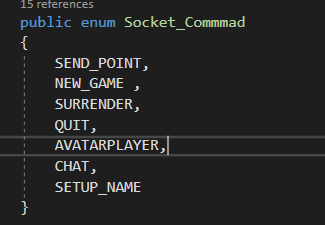 15 references
public enum Socket_Commmad
{
SEND_POINT,
NEW_GAME ,
SURRENDER,
QUIT,
AVATARPLAYER,
CHAT,
SETUP_NAME
}